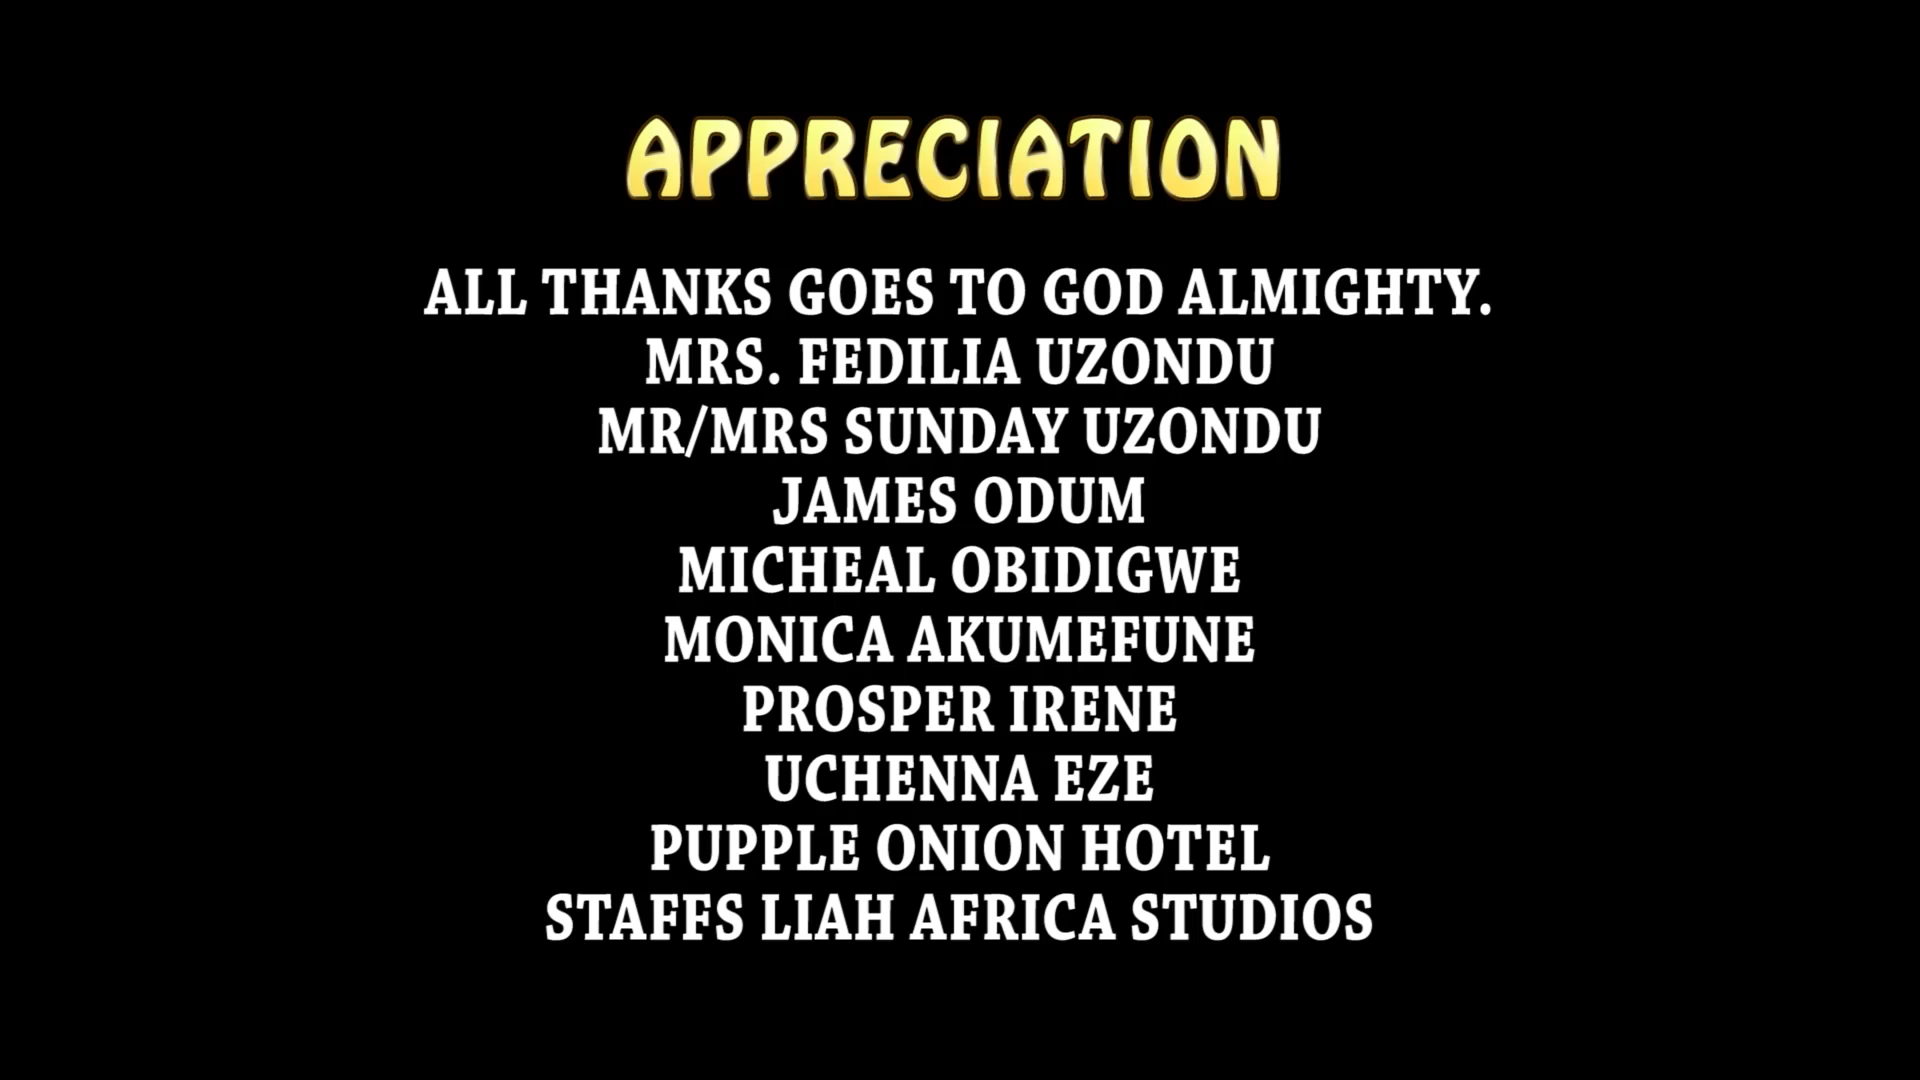 APPRECIATION
ALL THANKS GOES TO GOD ALMIGHTY.
MRS. FEDILIA UZONDU
MR/MRS SUNDAY UZONDU
JAMES ODUM
MICHEAL OBIDIGWE
MONICA AKUMEFUNE
PROSPER IRENE
UCHENNA EZE
PUPPLE ONION HOTEL
STAFFS LIAH AFRICA STUDIOS